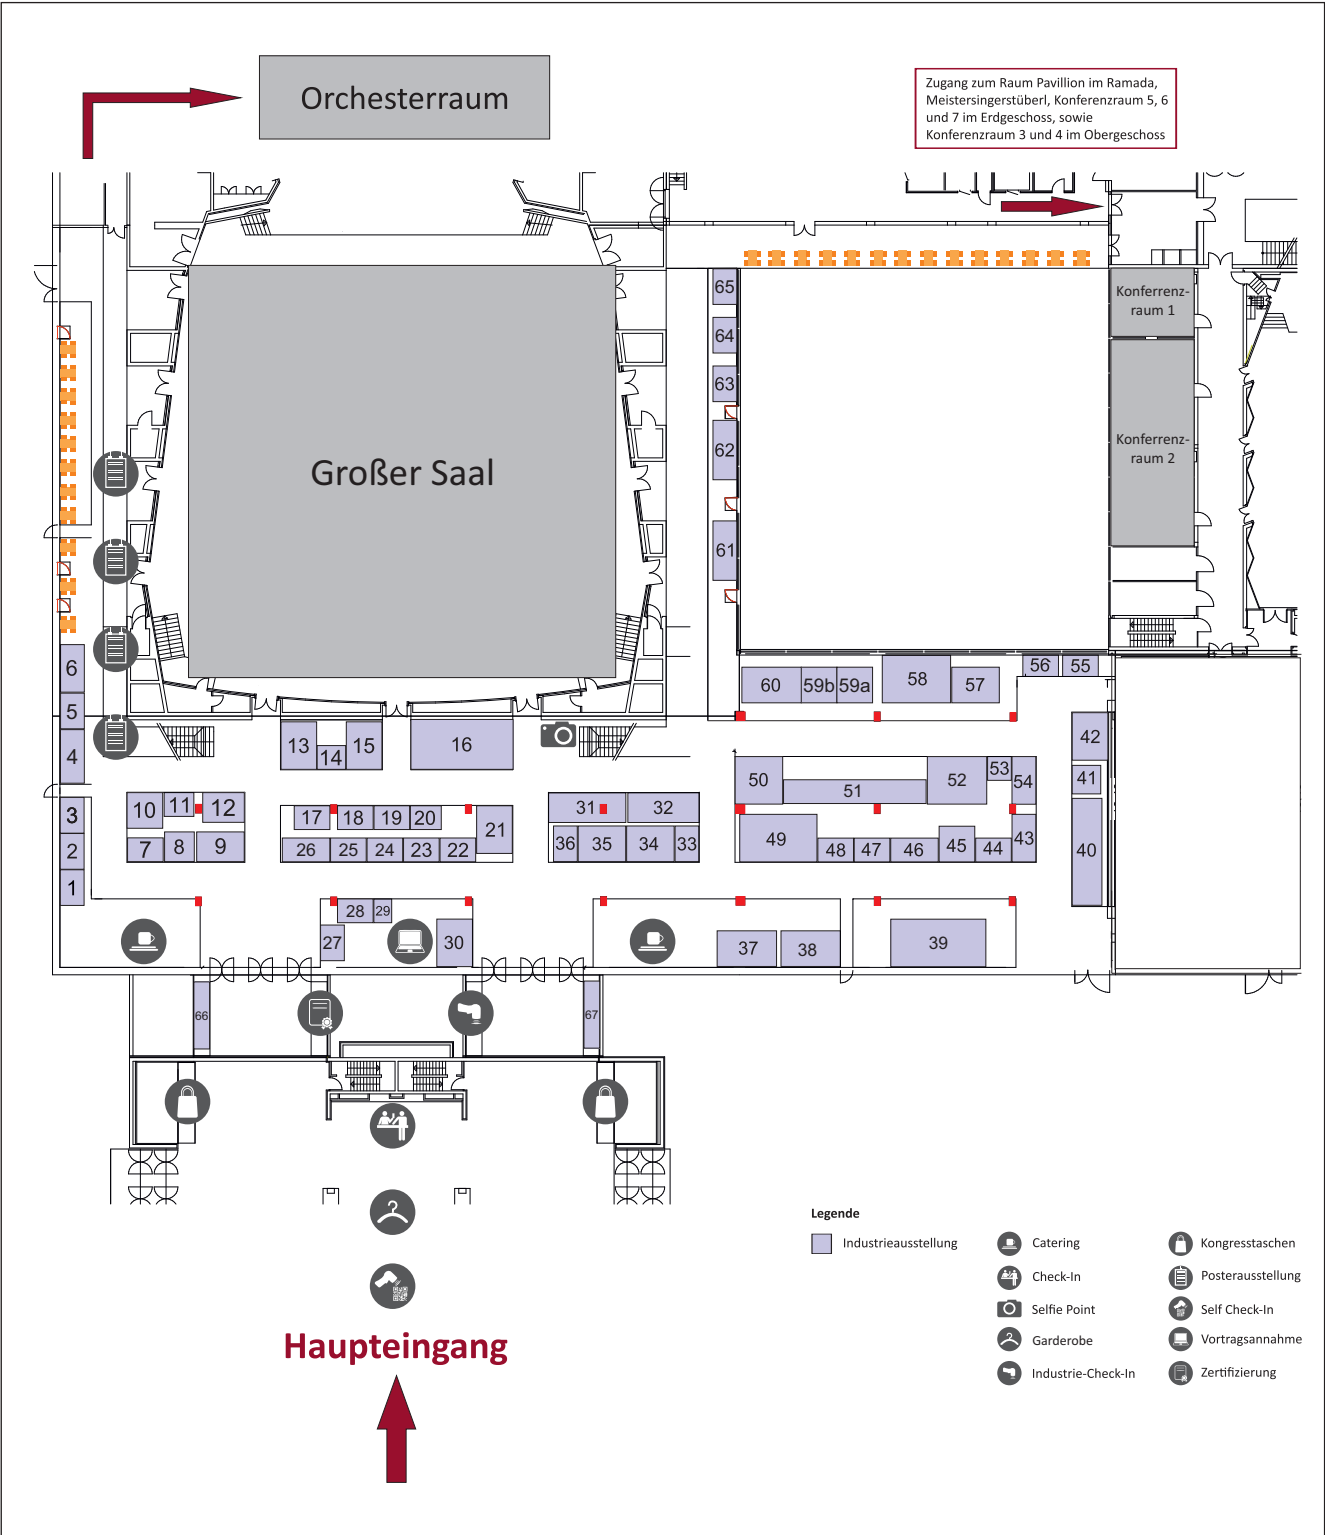 Orchesterraum
Zugang zum Raum Pavillion im Ramada,
Meistersingerstüberl, Konferenzraum 5, 6
und 7 im Erdgeschoss, sowie
Konferenzraum 3 und 4 im Obergeschoss
65
Konferrenz-
raum 1
64
63
Konferrenz-
raum 2
62
Großer Saal
61
6
56
55
60
59b
59a
58
57
5
13
14
15
16
42
4
50
51
52
53
54
41
10
11
12
31
32
3
17
18
19
20
21
49
43
40
7
8
9
26
25
24
23
22
36
35
34
33
48
47
46
45
44
2
1
28
29
27
30
37
38
39
66
67
Legende
Industrieausstellung
Catering
Kongresstaschen
Check-In
Posterausstellung
Selfie Point
Self Check-In
Garderobe
Vortragsannahme
Industrie-Check-In
Zertifizierung
Haupteingang